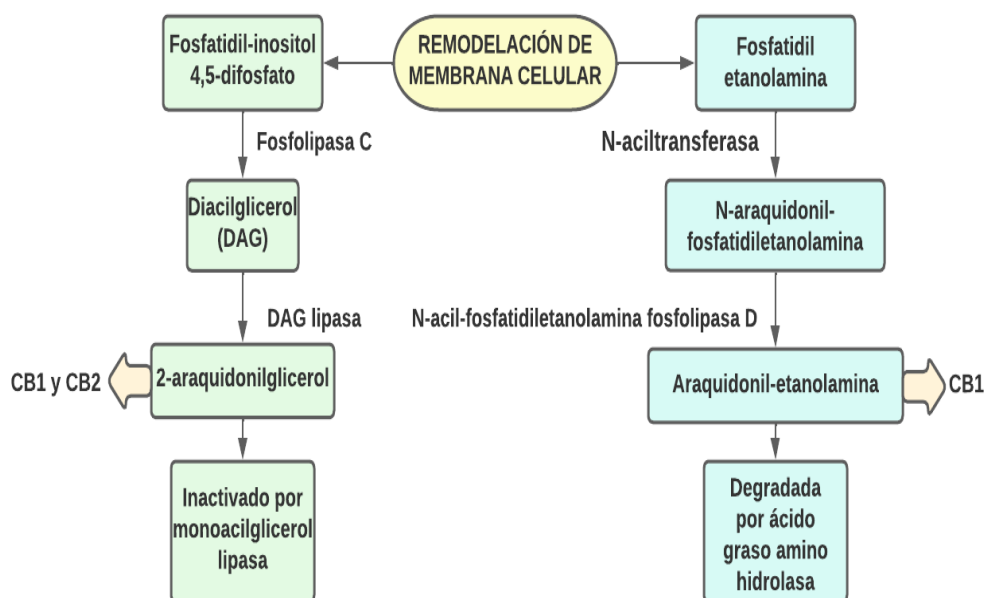 REMODELACIÓN DE
MEMBRANA CELULAR
Fosfatidil-inositol
4,5-difosfato
Fosfolipasa C
Diacilglicerol
(DAG)
DAG lipasa
2-araquidonilglicerol
CB1 y CB2
Inactivado por
monoacilglicerol
lipasa
Fosfatidil
etanolamina
N-aciltransferasa
N-araquidonil-
fosfatidiletanolamina
N-acil-fosfatidiletanolamina fosfolipasa D
Araquidonil-etanolamina
CB1
Degradada
por ácido
graso amino
hidrolasa